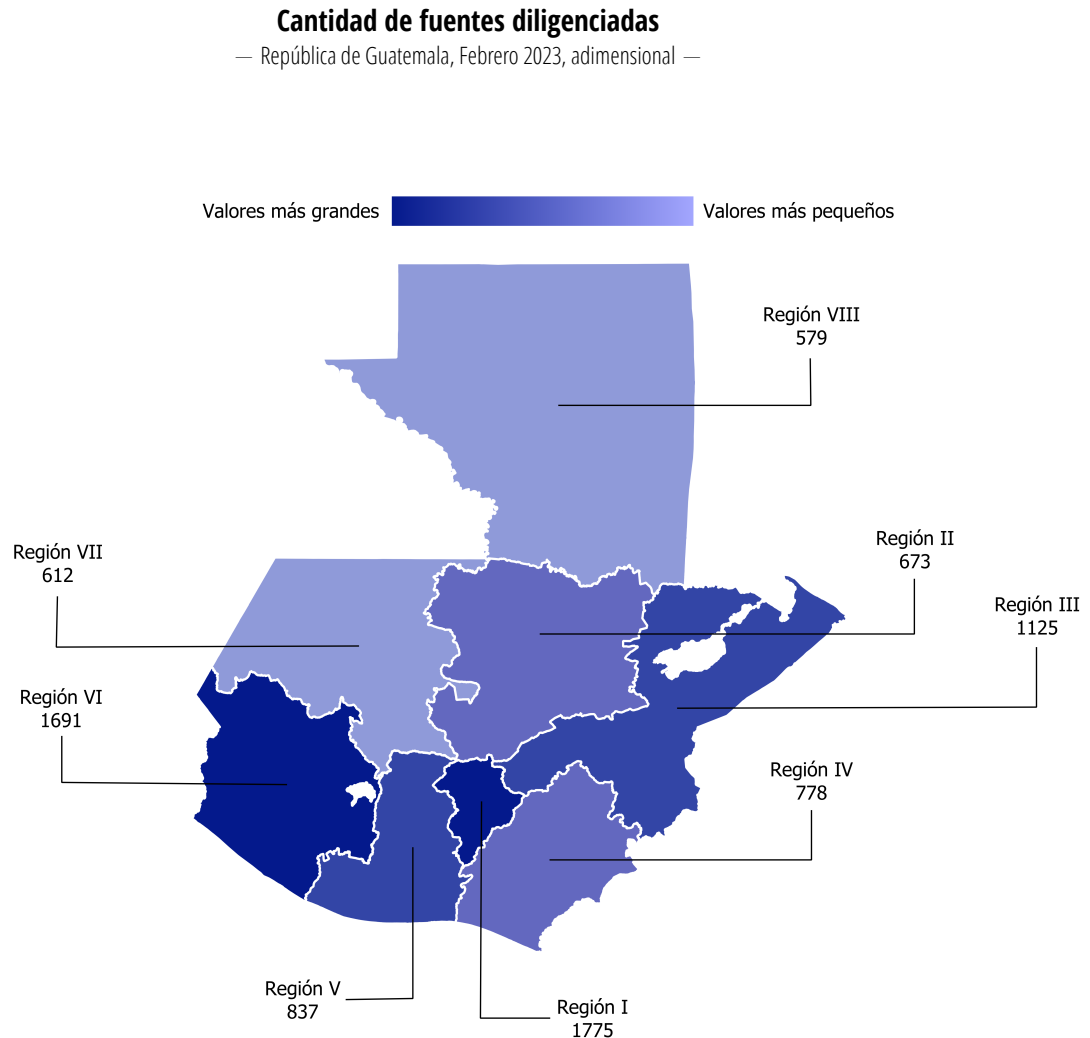 Cantidad de fuentes diligenciadas
— República de Guatemala, Febrero 2023, adimensional —
Valores más grandes
Valores más pequeños
Región VIII
579
Región II
673
Región VII
612
Región III
1125
Región VI
1691
Región IV
778
Región V
837
Región I
1775